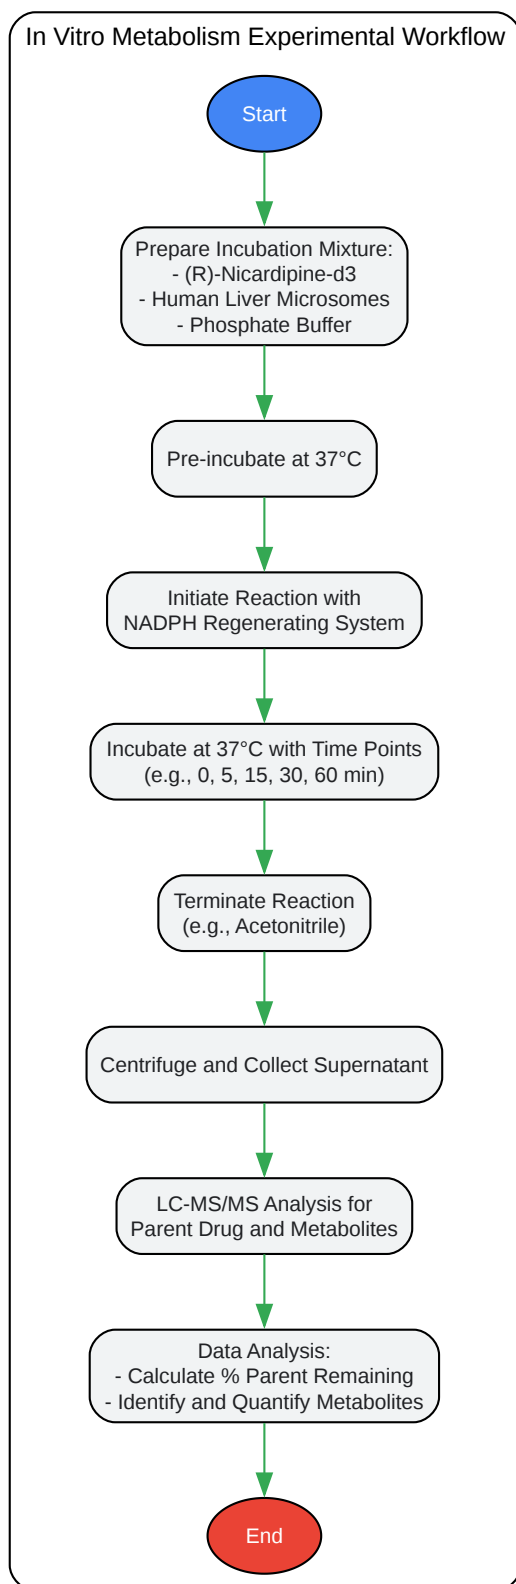 In Vitro Metabolism Experimental Workflow
Start
Prepare Incubation Mixture:
- (R)-Nicardipine-d3
- Human Liver Microsomes
- Phosphate Buffer
Pre-incubate at 37°C
Initiate Reaction with
NADPH Regenerating System
Incubate at 37°C with Time Points
(e.g., 0, 5, 15, 30, 60 min)
Terminate Reaction
(e.g., Acetonitrile)
Centrifuge and Collect Supernatant
LC-MS/MS Analysis for
Parent Drug and Metabolites
Data Analysis:
- Calculate % Parent Remaining
- Identify and Quantify Metabolites
End